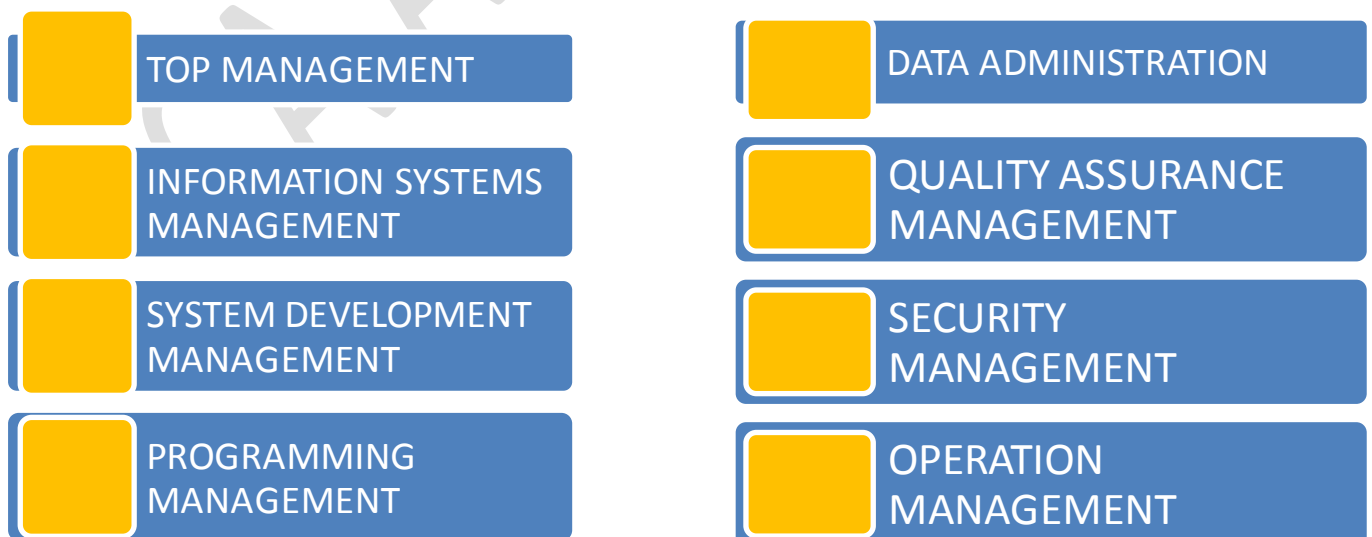 TOP MANAGEMENT
INFORMATION SYSTEMS
MANAGEMENT
SYSTEM DEVELOPMENT
MANAGEMENT
PROGRAMMING
MANAGEMENT
DATA ADMINISTRATION
QUALITY ASSURANCE
MANAGEMENT
SECURITY
MANAGEMENT
OPERATION
MANAGEMENT